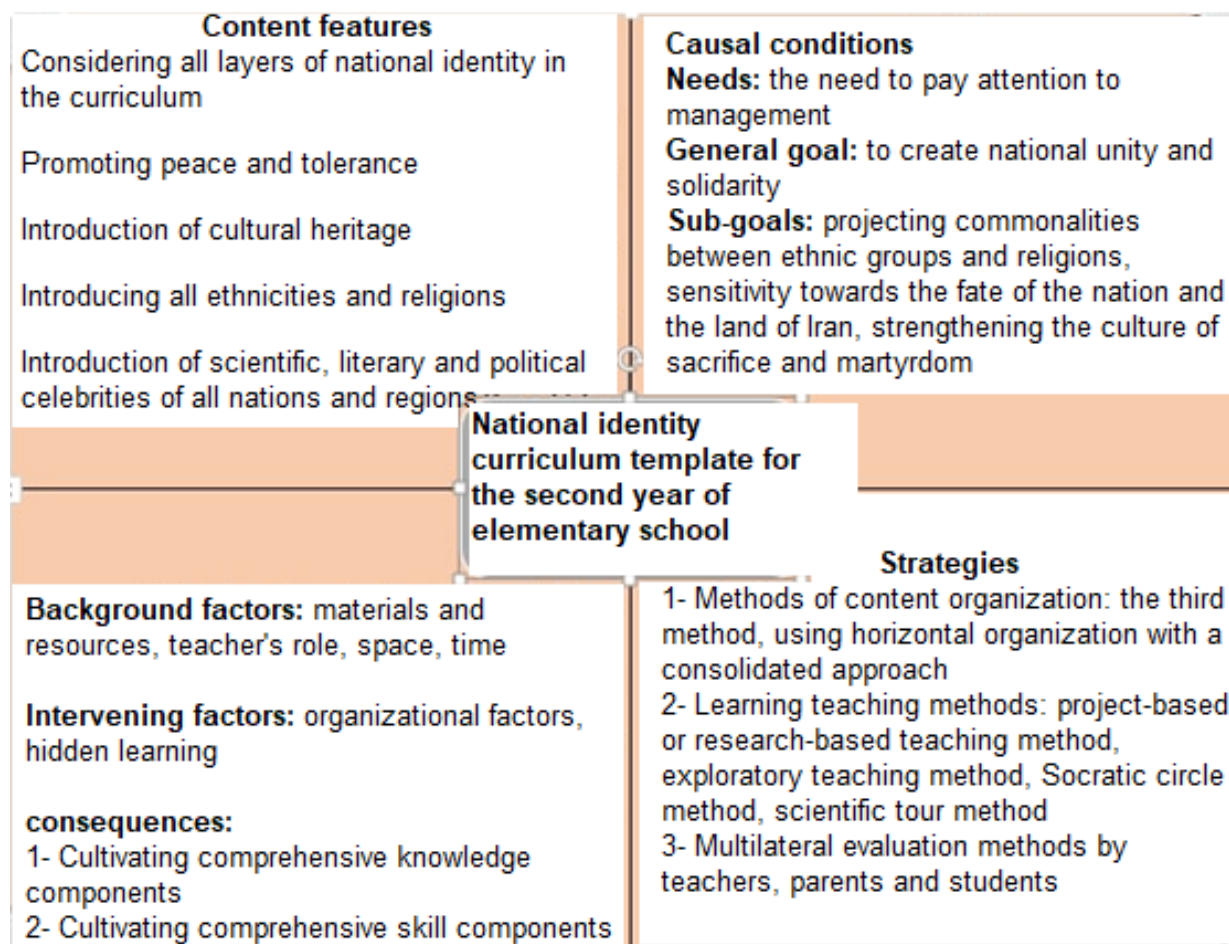 Content features
Considering all layers of national identity in
the curriculum
Promoting peace and tolerance
Introduction of cultural heritage
Introducing all ethnicities and religions
Introduction of scientific, literary and political
celebrities of all nations and regions
Causal conditions
Needs: the need to pay attention to
management
General goal: to create national unity and
solidarity
Sub-goals: projecting commonalities
between ethnic groups and religions,
sensitivity towards the fate of the nation and
the land of Iran, strengthening the culture of
sacrifice and martyrdom
National identity
curriculum template for
the second year of
elementary school
Background factors: materials and
resources, teacher's role, space, time
Intervening factors: organizational factors,
hidden learning
consequences:
1- Cultivating comprehensive knowledge
components
2- Cultivating comprehensive skill components
Strategies
1- Methods of content organization: the third
method, using horizontal organization with a
consolidated approach
2- Learning teaching methods: project-based
or research-based teaching method,
exploratory teaching method, Socratic circle
method, scientific tour method
3- Multilateral evaluation methods by
teachers, parents and students